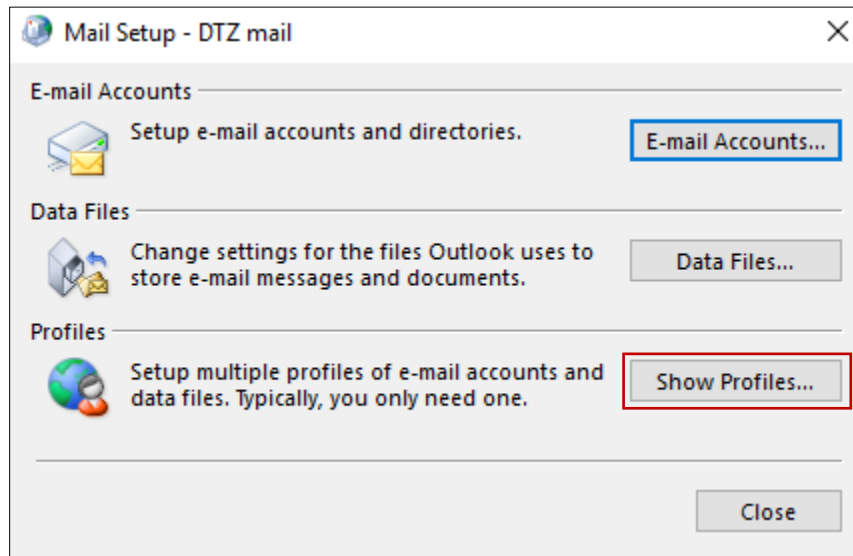 Mail Setup - DTZ mail
E-mail Accounts
Setup e-mail accounts and directories.
E-mail Accounts...
Data Files
Change settings for the files Outlook uses to
store e-mail messages and documents.
Data Files...
Profiles
Setup multiple profiles of e-mail accounts and
data files. Typically, you only need one.
Show Profiles...
Close